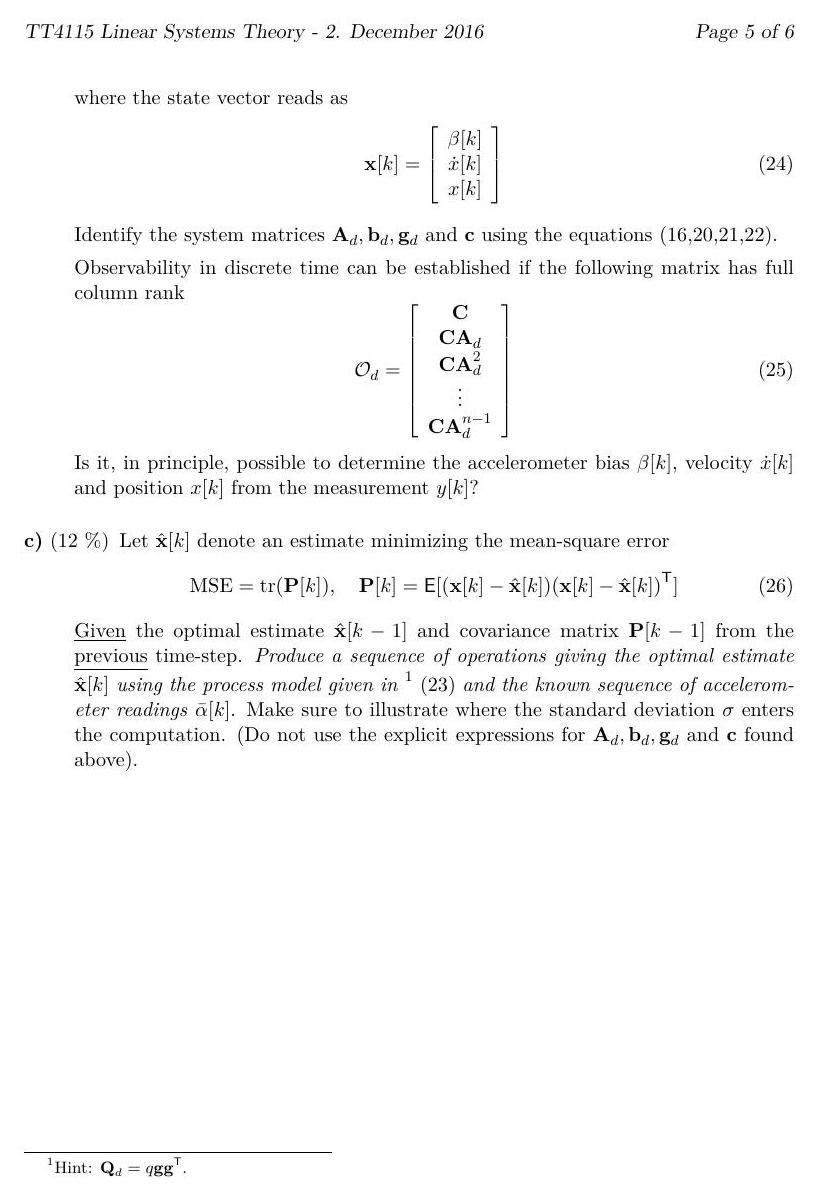 TT4115 Linear Systems Theory - 2. December 2016 Page 5 of 6
where the state vector reads as
x[k] = [ β[k] ẋ[k] x[k] ] (24)
Identify the system matrices A_d, b_d, g_d and c using the equations (16,20,21,22).
Observability in discrete time can be established if the following matrix has full
column rank
O_d = [ C CA_d CA_d^2 ⋮ CA_d^{n−1} ] (25)
Is it, in principle, possible to determine the accelerometer bias β[k], velocity ẋ[k]
and position x[k] from the measurement y[k]?
c) (12 %) Let x̂[k] denote an estimate minimizing the mean-square error
MSE = tr(P[k]), P[k] = E[(x[k] − x̂[k])(x[k] − x̂[k])^T] (26)
Given the optimal estimate x̂[k − 1] and covariance matrix P[k − 1] from the
previous time-step. Produce a sequence of operations giving the optimal estimate
x̂[k] using the process model given in ^1 (23) and the known sequence of accelerom-
eter readings ᾱ[k]. Make sure to illustrate where the standard deviation σ enters
the computation. (Do not use the explicit expressions for A_d, b_d, g_d and c found
above).
^1Hint: Q_d = qgg^T.